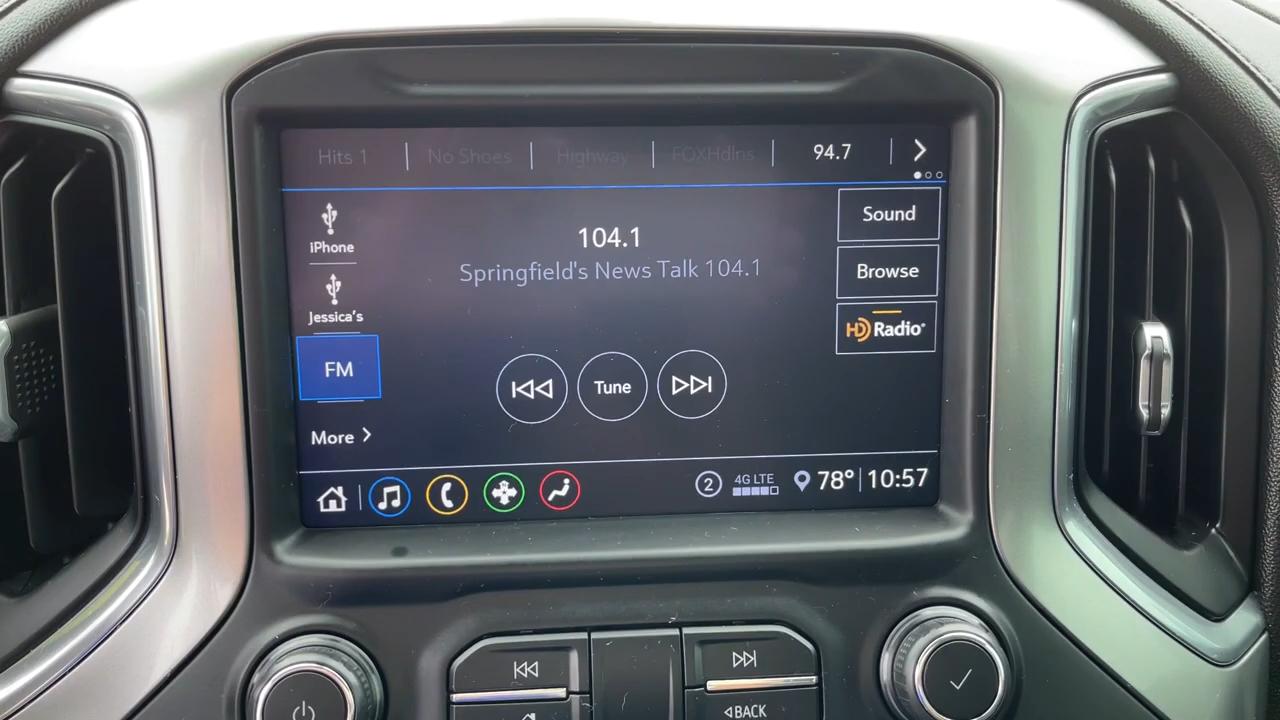 Hits 1
No Shoes
Highway
FOXHdlns
94.7
iPhone
Sound
104.1
Springfield's News Talk 104.1
Browse
Jessica's
HD Radio
FM
Tune
More
2
4G LTE
78°
10:57
BACK